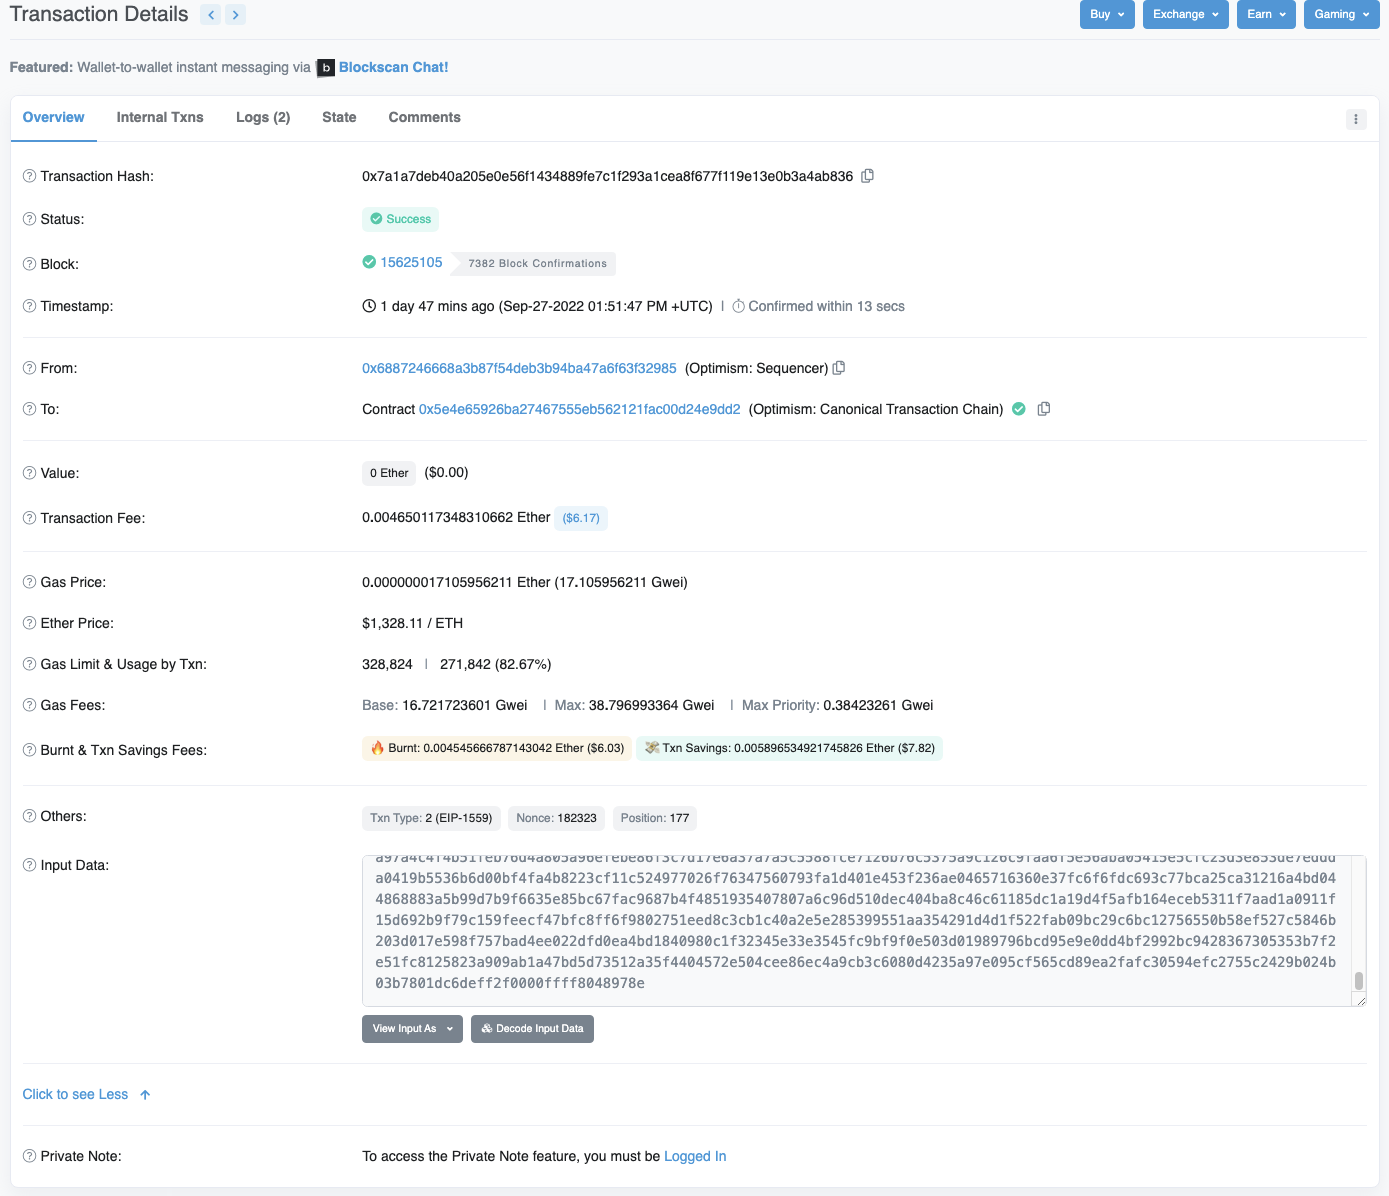 Transaction Details
Buy Exchange Earn Gaming
Featured: Wallet-to-wallet instant messaging via b Blockscan Chat!
Overview Internal Txns Logs (2) State Comments
Transaction Hash: 0x7a1a7deb40a205e0e56f1434889fe7c1f293a1cea8f677f119e13e0b3a4ab836
Status: Success
Block: 15625105 7382 Block Confirmations
Timestamp: 1 day 47 mins ago (Sep-27-2022 01:51:47 PM +UTC) | Confirmed within 13 secs
From: 0x6887246668a3b87f54deb3b94ba47a6f63f32985 (Optimism: Sequencer)
To: Contract 0x5e4e65926ba27467555eb562121fac00d24e9dd2 (Optimism: Canonical Transaction Chain)
Value: 0 Ether ($0.00)
Transaction Fee: 0.004650117348310662 Ether ($6.17)
Gas Price: 0.000000017105956211 Ether (17.105956211 Gwei)
Ether Price: $1,328.11 / ETH
Gas Limit & Usage by Txn: 328,824 | 271,842 (82.67%)
Gas Fees: Base: 16.721723601 Gwei | Max: 38.796993364 Gwei | Max Priority: 0.38423261 Gwei
Burnt & Txn Savings Fees: 🔥 Burnt: 0.004545666787143042 Ether ($6.03) 💸 Txn Savings: 0.005896534921745826 Ether ($7.82)
Others: Txn Type: 2 (EIP-1559) Nonce: 182323 Position: 177
Input Data:
a0419b5536b6d00bf4fa4b8223cf11c524977026f76347560793fa1d401e453f236ae0465716360e37fc6f6fdc693c77bca25ca31216a4bd04
4868883a5b99d7b9f6635e85bc67fac9687b4f4851935407807a6c96d510dec404ba8c46c61185dc1a19d4f5afb164eceb5311f7aad1a0911f
15d692b9f79c159feecf47bfc8ff6f9802751eed8c3cb1c40a2e5e285399551aa354291d4d1f522fab09bc29c6bc12756550b58ef527c5846b
203d017e598f757bad4ee022dfd0ea4bd1840980c1f32345e33e3545fc9bf9f0e503d01989796bcd95e9e0dd4bf2992bc9428367305353b7f2
e51fc8125823a909ab1a47bd5d73512a35f4404572e504cee86ec4a9cb3c6080d4235a97e095cf565cd89ea2fafc30594efc2755c2429b024b
03b7801dc6deff2f0000ffff8048978e
View Input As Decode Input Data
Click to see Less
Private Note: To access the Private Note feature, you must be Logged In